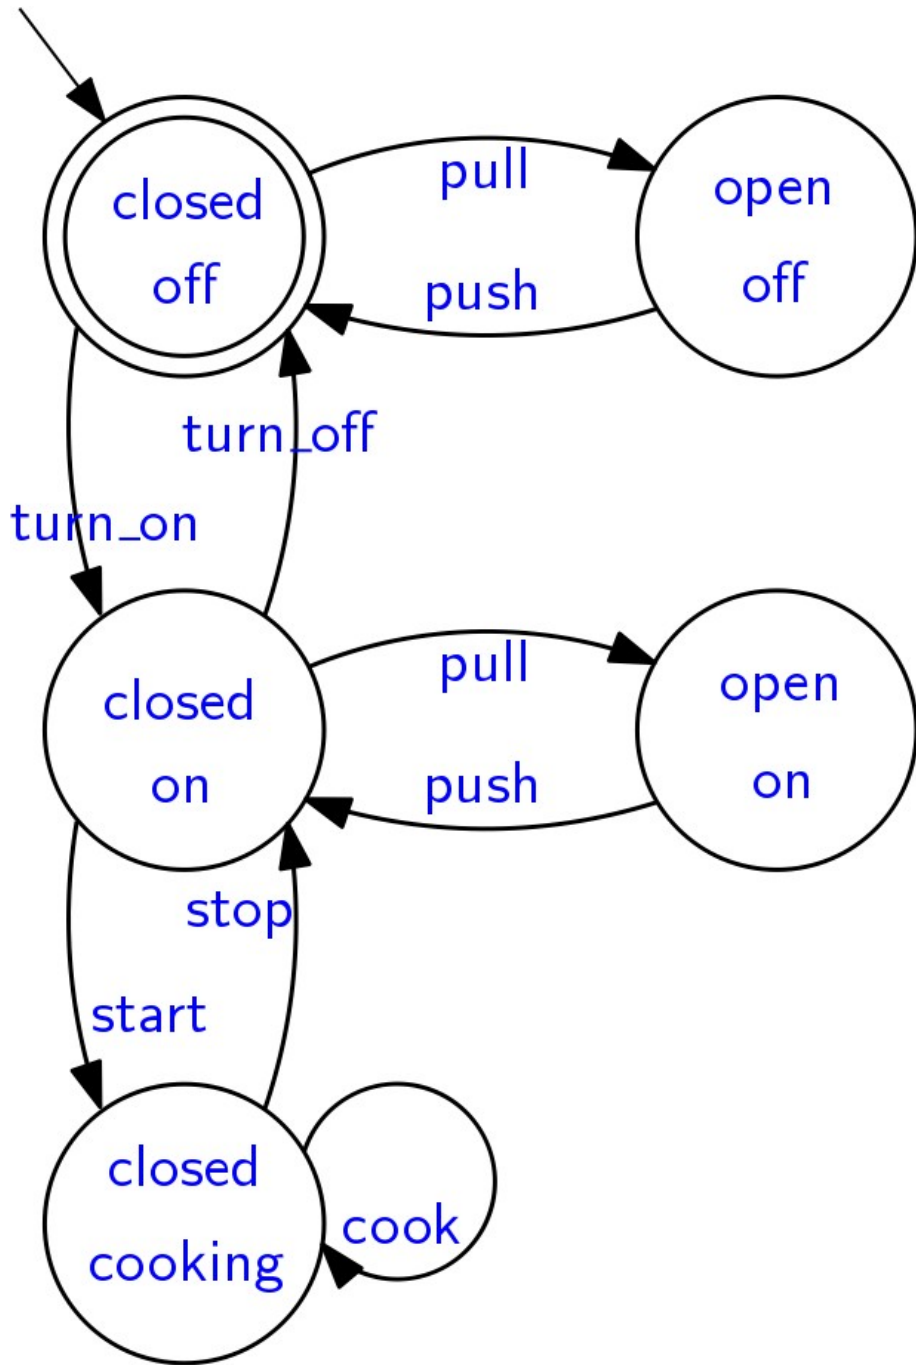 closed
off
pull
open
off
push
turn_off
turn_on
closed
on
pull
open
on
push
stop
start
closed
cooking
cook